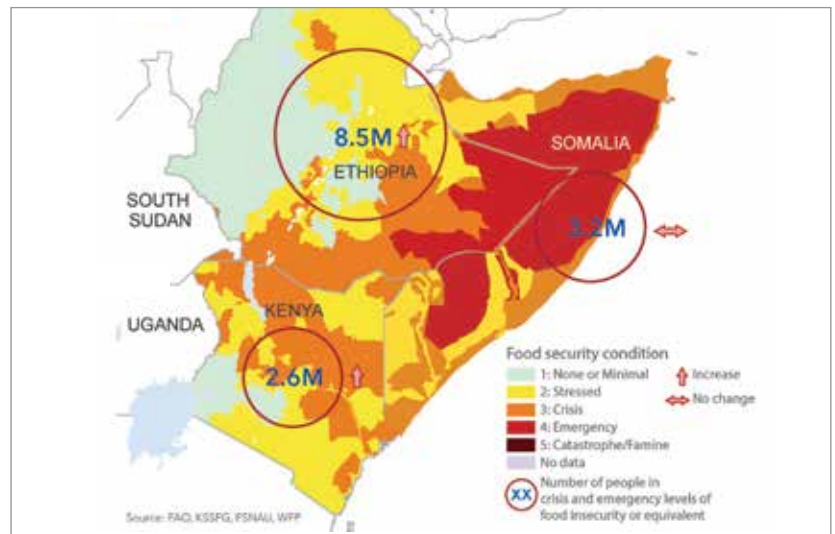 8.5M
ETHIOPIA
SOMALIA
SOUTH
SUDAN
3.2M
UGANDA
KENYA
2.6M
Food security condition
1: None or Minimal
2: Stressed
3: Crisis
4: Emergency
5: Catastrophe/Famine
No data
Increase
No change
XX
Number of people in
crisis and emergency levels of
food insecurity or equivalent
Source: FAO, KSSFG, FSNAU, WFP